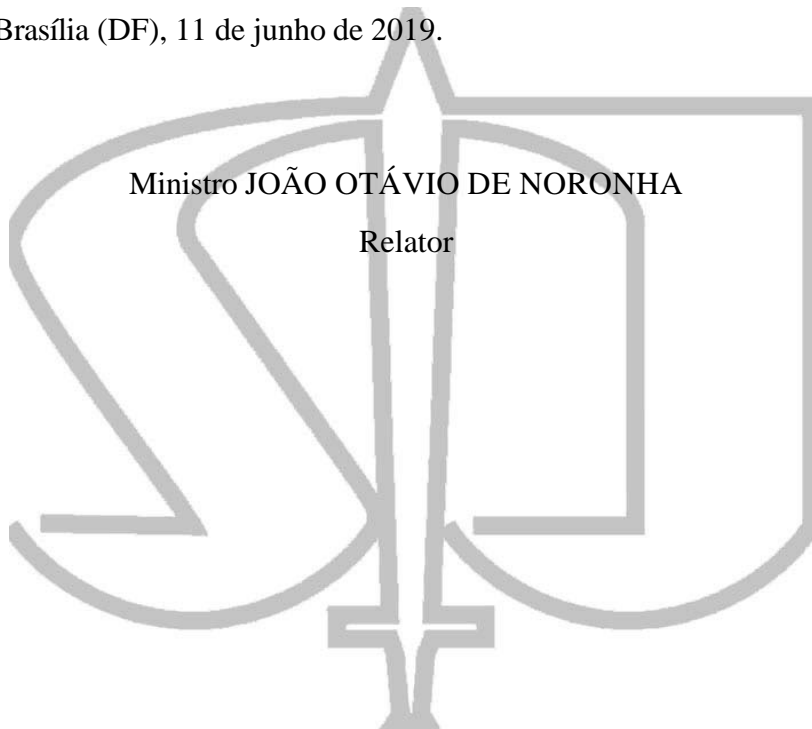 Brasília (DF), 11 de junho de 2019.
Ministro JOÃO OTÁVIO DE NORONHA
Relator